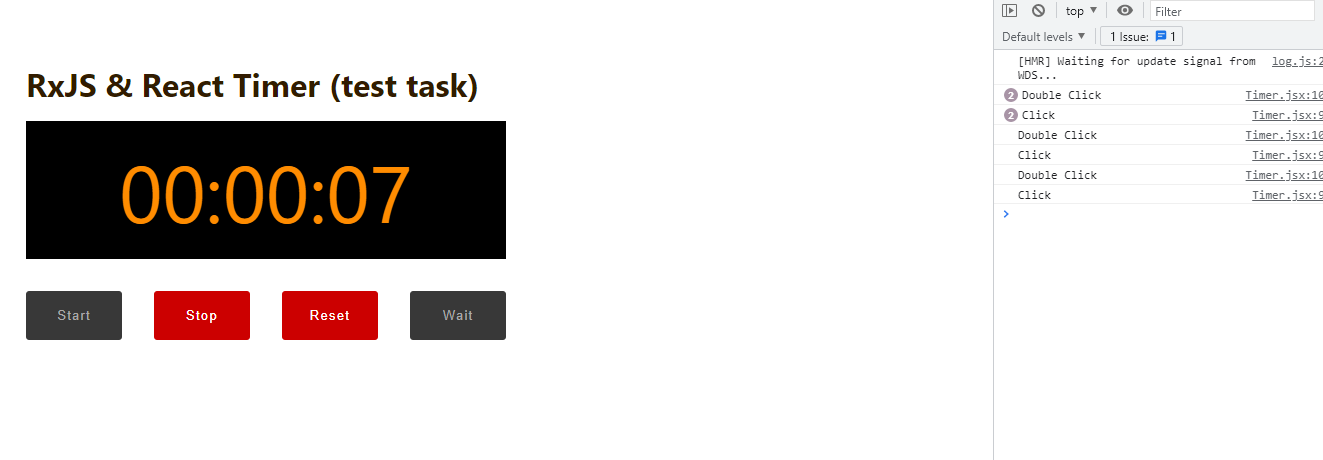 RxJS & React Timer (test task)
00:00:07
Start Stop Reset Wait
top Filter
Default levels 1 Issue: 1
[HMR] Waiting for update signal from log.js:2
WDS...
2 Double Click Timer.jsx:10
2 Click Timer.jsx:9
Double Click Timer.jsx:10
Click Timer.jsx:9
Double Click Timer.jsx:10
Click Timer.jsx:9